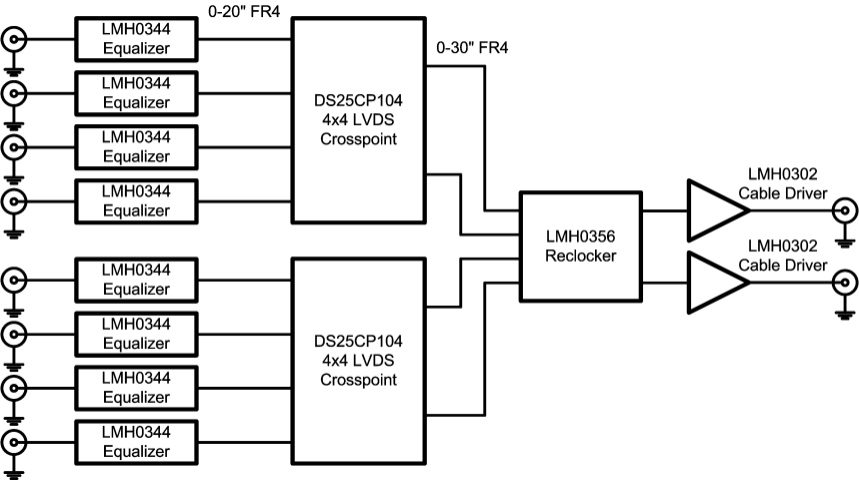 0-20" FR4
LMH0344
Equalizer
LMH0344
Equalizer
LMH0344
Equalizer
LMH0344
Equalizer
DS25CP104
4x4 LVDS
Crosspoint
0-30" FR4
LMH0344
Equalizer
LMH0344
Equalizer
LMH0344
Equalizer
LMH0344
Equalizer
DS25CP104
4x4 LVDS
Crosspoint
LMH0356
Reclocker
LMH0302
Cable Driver
LMH0302
Cable Driver